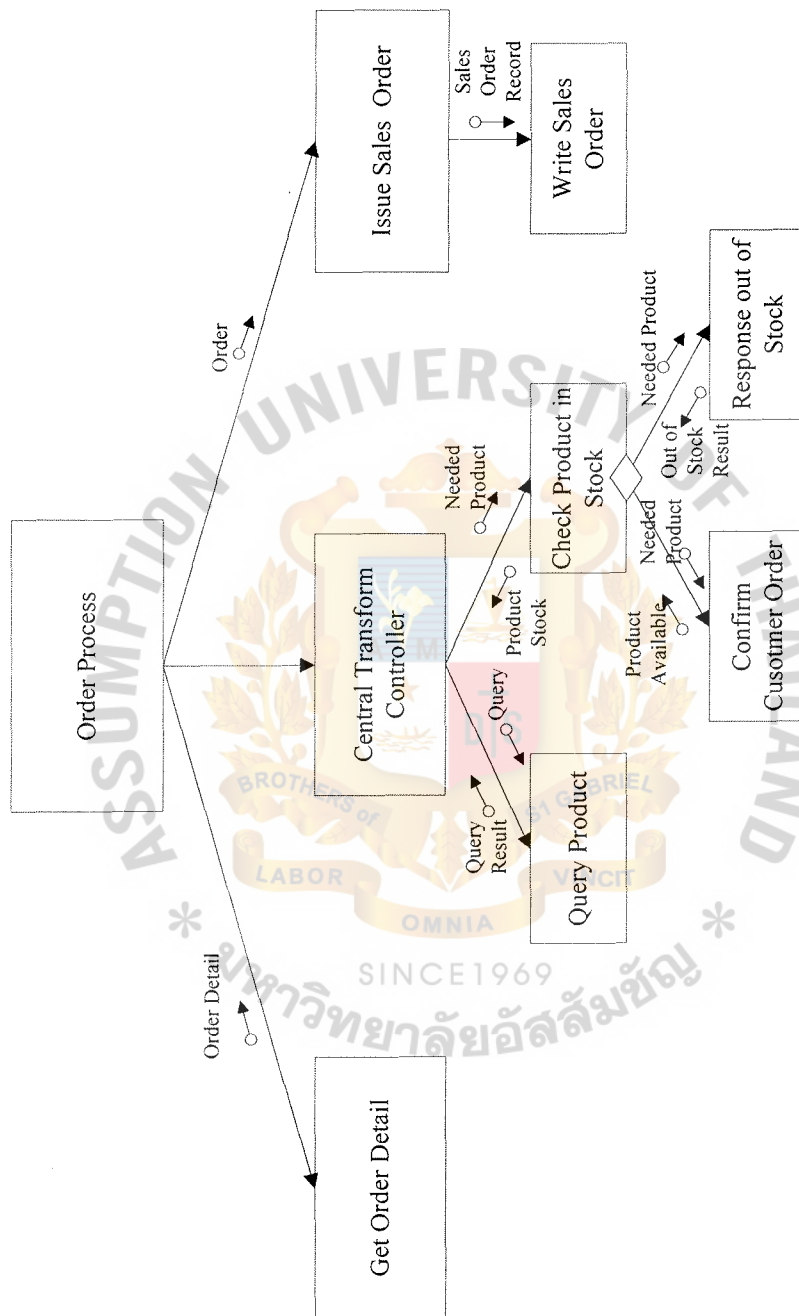 Order Process
Order Detail
Order
Get Order Detail
Central Transform
Controller
Issue Sales Order
Query
Result
Query
Product
Stock
Needed
Product
Sales
Order
Record
Query Product
Check Product in
Stock
Write Sales
Order
Product
Available
Needed
Product
Out of
Stock
Result
Needed Product
Confirm
Cusotmer Order
Response out of
Stock
ASSUMPTION UNIVERSITY OF THAILAND
BROTHERS of
ST GABRIEL
LABOR
OMNIA
VINCIT
SINCE1969
มหาวิทยาลัยอัสสัมชัญ